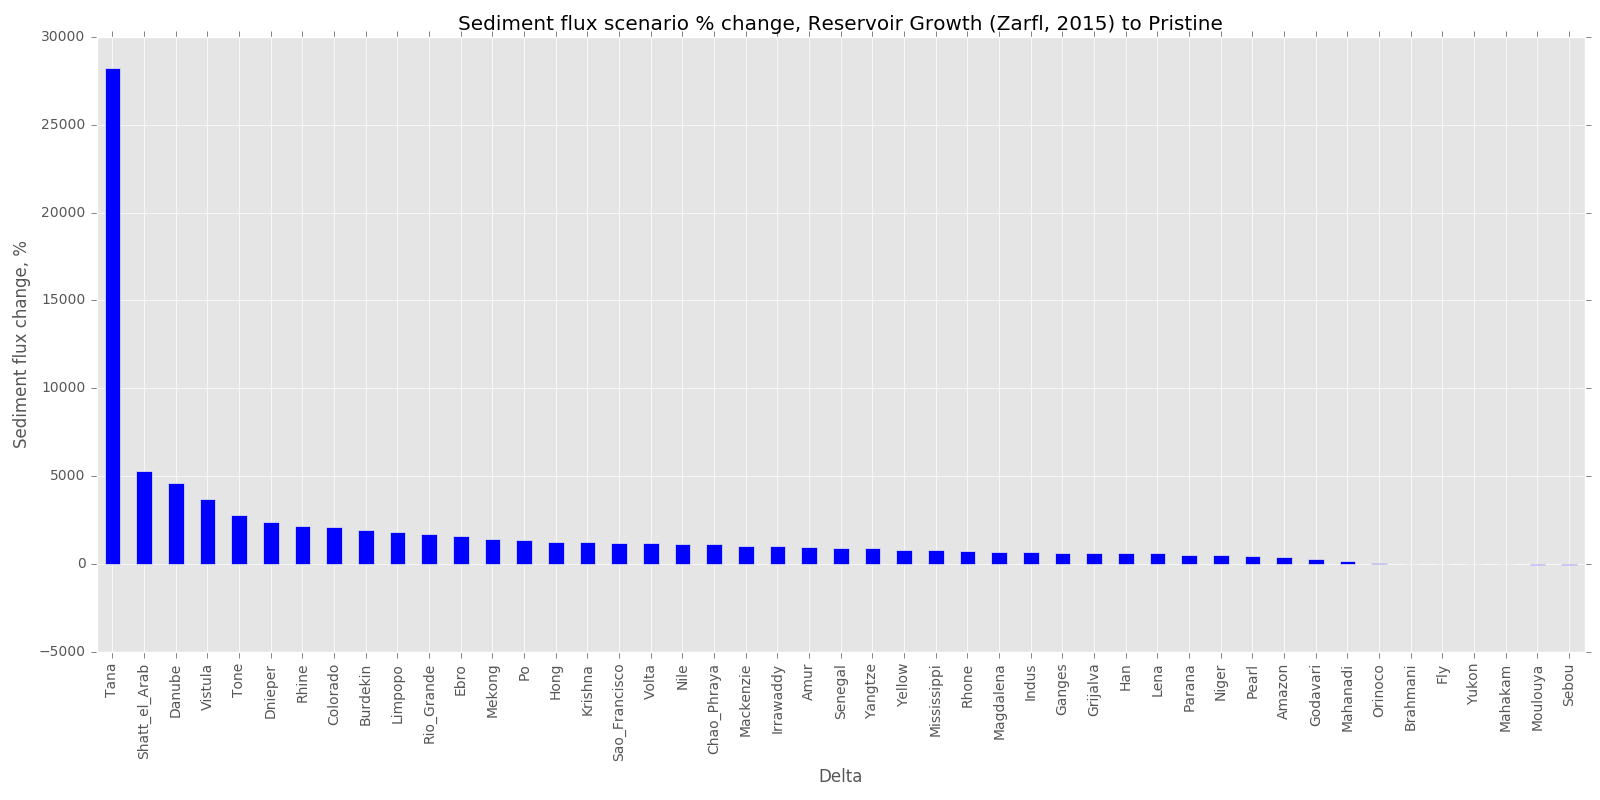 Sediment flux scenario % change, Reservoir Growth (Zarfl, 2015) to Pristine
Sediment flux change, %
30000
25000
20000
15000
10000
5000
0
−5000
Tana
Shatt_el_Arab
Danube
Vistula
Tone
Dnieper
Rhine
Colorado
Burdekin
Limpopo
Rio_Grande
Ebro
Mekong
Po
Hong
Krishna
Sao_Francisco
Volta
Nile
Chao_Phraya
Mackenzie
Irrawaddy
Amur
Senegal
Yangtze
Yellow
Mississippi
Rhone
Magdalena
Indus
Ganges
Grijalva
Han
Lena
Parana
Niger
Pearl
Amazon
Godavari
Mahanadi
Orinoco
Brahmani
Fly
Yukon
Mahakam
Moulouya
Sebou
Delta